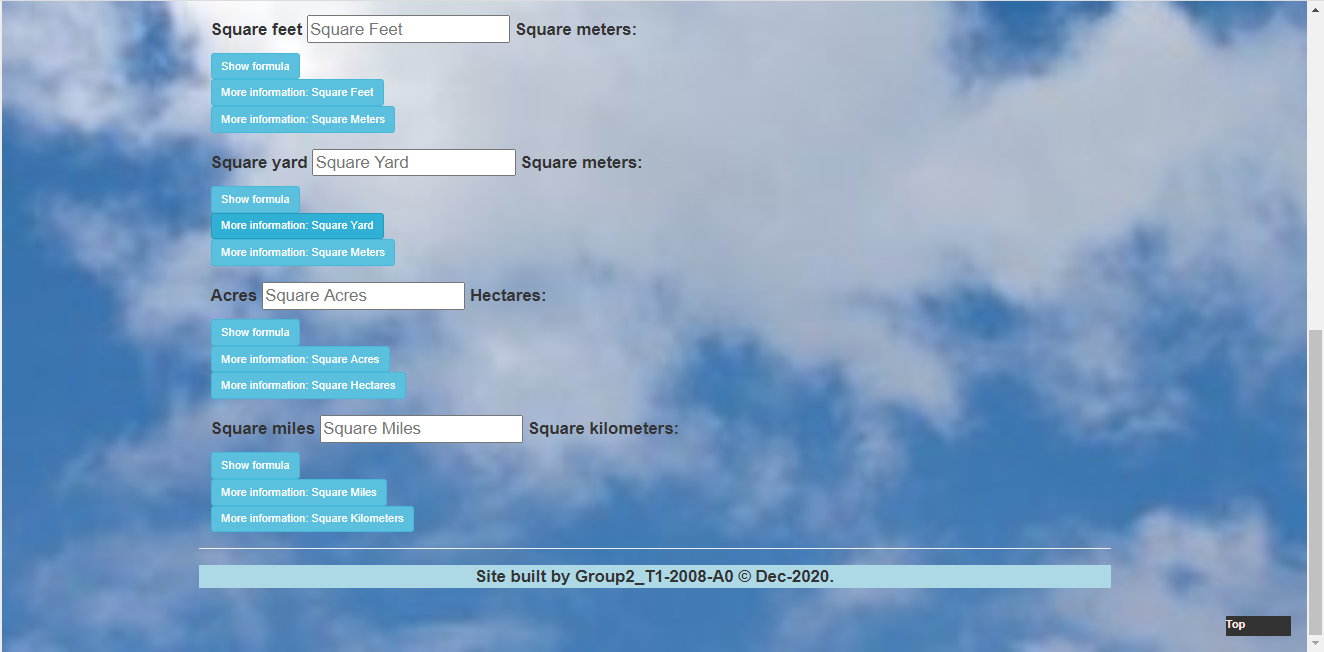 Square feet Square Feet Square meters:
Show formula
More information: Square Feet
More information: Square Meters
Square yard Square Yard Square meters:
Show formula
More information: Square Yard
More information: Square Meters
Acres Square Acres Hectares:
Show formula
More information: Square Acres
More information: Square Hectares
Square miles Square Miles Square kilometers:
Show formula
More information: Square Miles
More information: Square Kilometers
Site built by Group2_T1-2008-A0 © Dec-2020.
Top